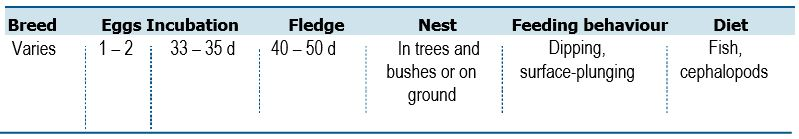 Breed Eggs Incubation Fledge Nest Feeding behaviour Diet
Varies 1 – 2 33 – 35 d 40 – 50 d In trees and Dipping, Fish,
bushes or on surface-plunging cephalopods
ground